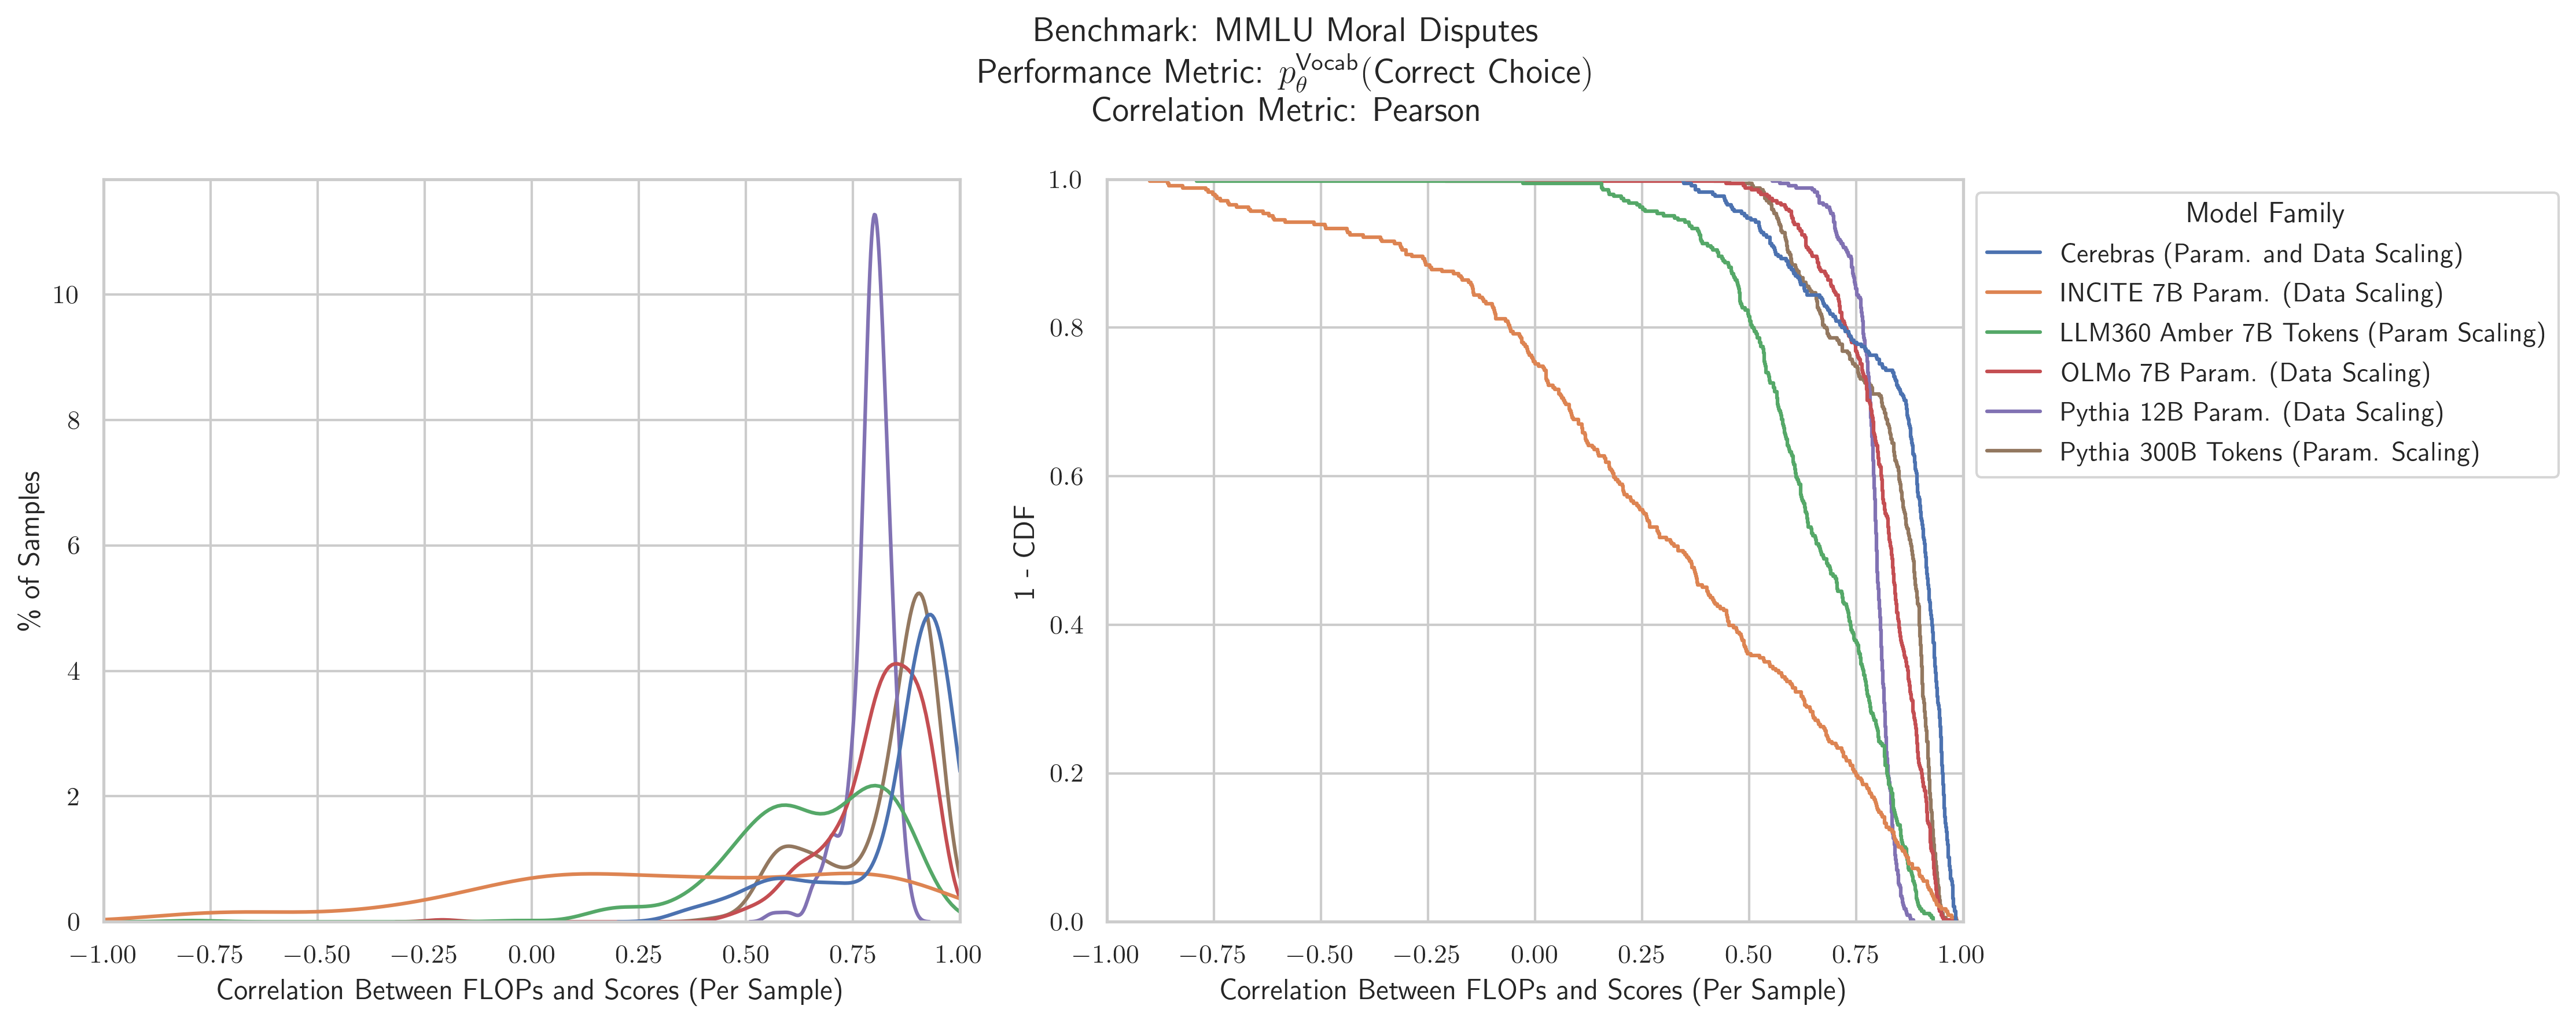 Benchmark: MMLU Moral Disputes
Performance Metric: $p_{\theta}^{\text{Vocab}}$(Correct Choice)
Correlation Metric: Pearson
% of Samples
10
8
6
4
2
0
−1.00 −0.75 −0.50 −0.25 0.00 0.25 0.50 0.75 1.00
Correlation Between FLOPs and Scores (Per Sample)
1 - CDF
1.0
0.8
0.6
0.4
0.2
0.0
−1.00 −0.75 −0.50 −0.25 0.00 0.25 0.50 0.75 1.00
Correlation Between FLOPs and Scores (Per Sample)
Model Family
Cerebras (Param. and Data Scaling)
INCITE 7B Param. (Data Scaling)
LLM360 Amber 7B Tokens (Param Scaling)
OLMo 7B Param. (Data Scaling)
Pythia 12B Param. (Data Scaling)
Pythia 300B Tokens (Param. Scaling)